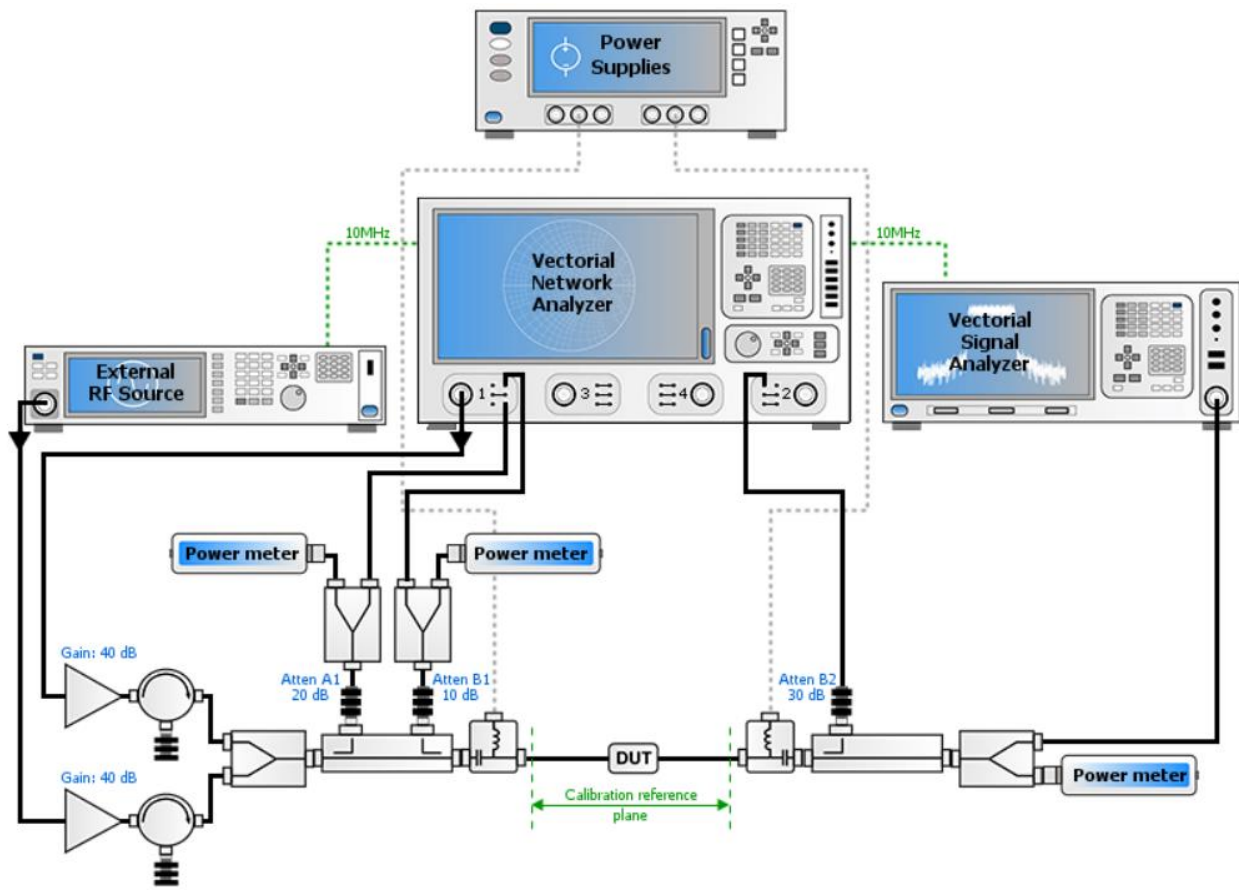 Power
Supplies
10MHz
10MHz
Vectorial
Network
Analyzer
Vectorial
Signal
Analyzer
External
RF Source
1
3
4
2
Power meter
Power meter
Gain: 40 dB
Atten A1
20 dB
Atten B1
10 dB
Atten B2
30 dB
DUT
Gain: 40 dB
Power meter
Calibration reference
plane